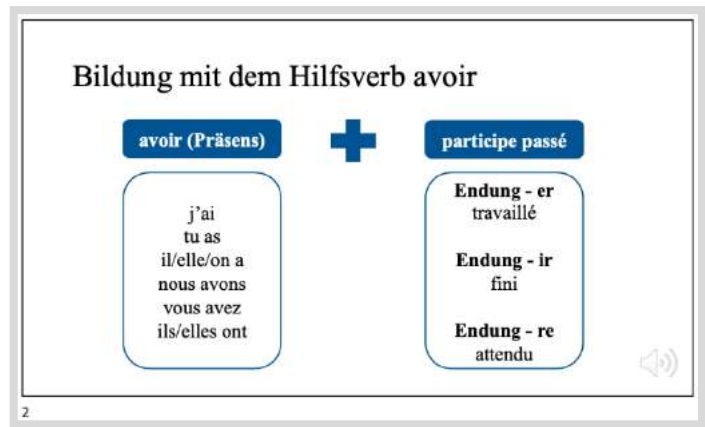 Bildung mit dem Hilfsverb avoir
avoir (Präsens)
participe passé
j'ai
tu as
il/elle/on a
nous avons
vous avez
ils/elles ont
Endung - er
travaillé
Endung - ir
fini
Endung - re
attendu
2